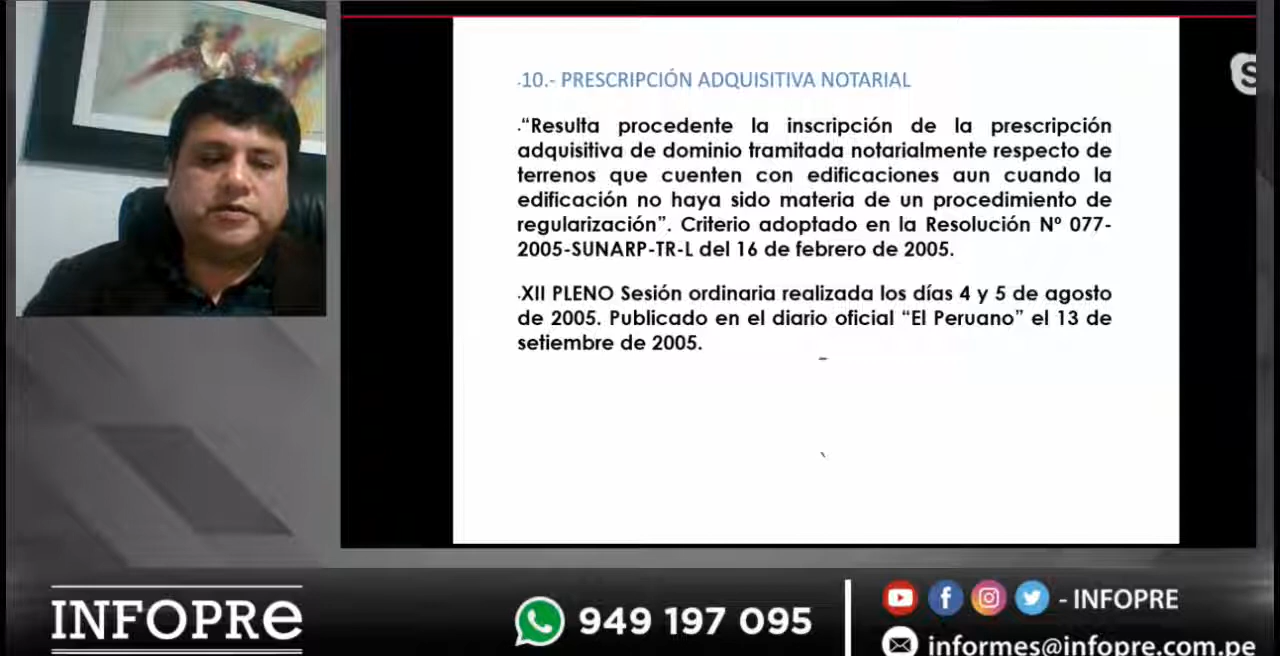 .10.- PRESCRIPCIÓN ADQUISITIVA NOTARIAL
."Resulta procedente la inscripción de la prescripción
adquisitiva de dominio tramitada notarialmente respecto de
terrenos que cuenten con edificaciones aun cuando la
edificación no haya sido materia de un procedimiento de
regularización". Criterio adoptado en la Resolución Nº 077-
2005-SUNARP-TR-L del 16 de febrero de 2005.
.XII PLENO Sesión ordinaria realizada los días 4 y 5 de agosto
de 2005. Publicado en el diario oficial "El Peruano" el 13 de
setiembre de 2005.
INFOPRe
949 197 095
- INFOPRE
informes@infopre.com.pe